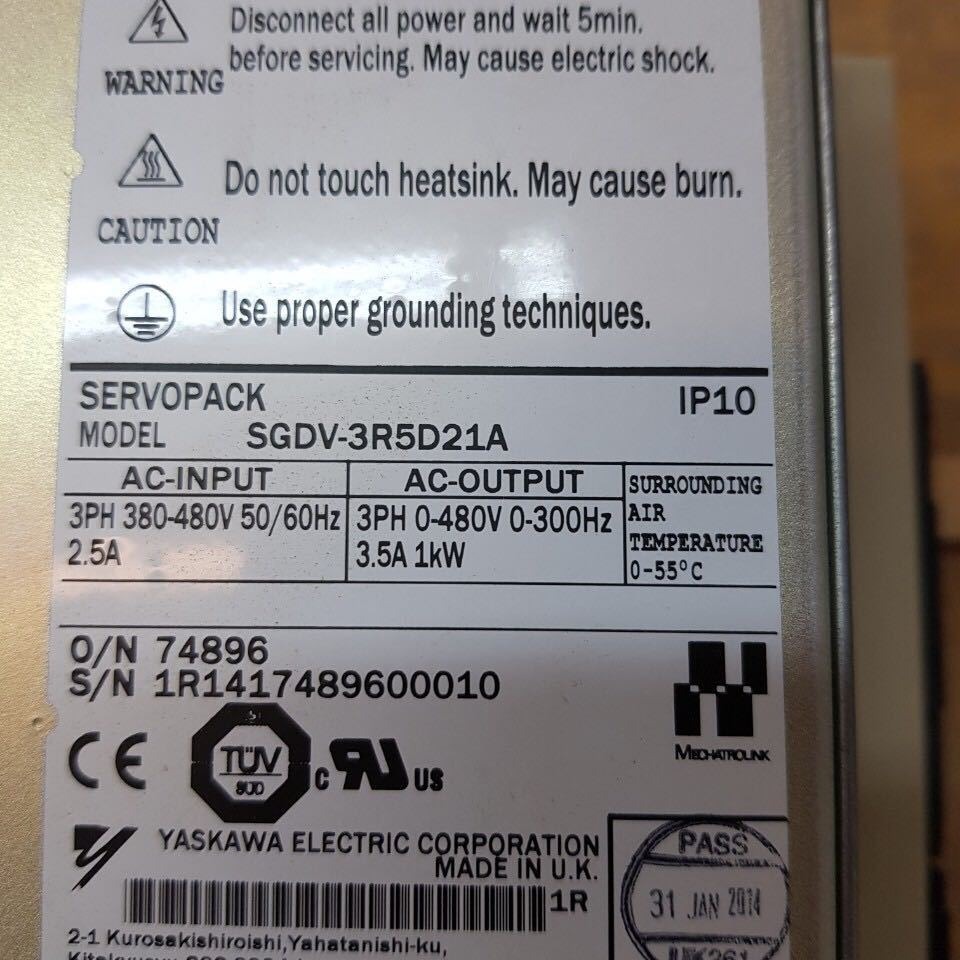 Disconnect all power and wait 5min.
before servicing. May cause electric shock.
WARNING
Do not touch heatsink. May cause burn.
CAUTION
Use proper grounding techniques.
SERVOPACK IP10
MODEL SGDV-3R5D21A
AC-INPUT AC-OUTPUT SURROUNDING
3PH 380-480V 50/60Hz 3PH 0-480V 0-300Hz AIR
TEMPERATURE
2.5A 3.5A 1kW 0-55°C
O/N 74896
S/N 1R1417489600010
MECHATROLINK
CE TÜV SÜD c RU US
YASKAWA ELECTRIC CORPORATION
MADE IN U.K.
1R
PASS
31 JAN 2014
2-1 Kurosakishiroishi,Yahatanishi-ku,